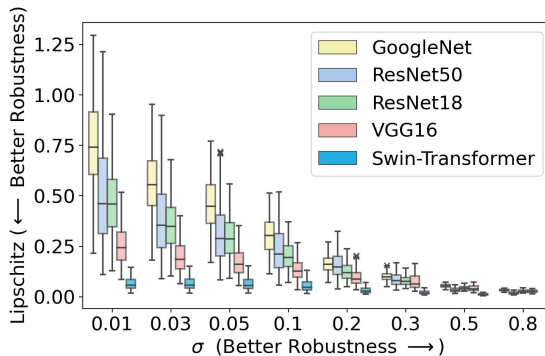 Lipschitz (⟵ Better Robustness)
1.25
1.00
0.75
0.50
0.25
0.00
GoogleNet
ResNet50
ResNet18
VGG16
Swin-Transformer
0.01 0.03 0.05 0.1 0.2 0.3 0.5 0.8
σ (Better Robustness ⟶)